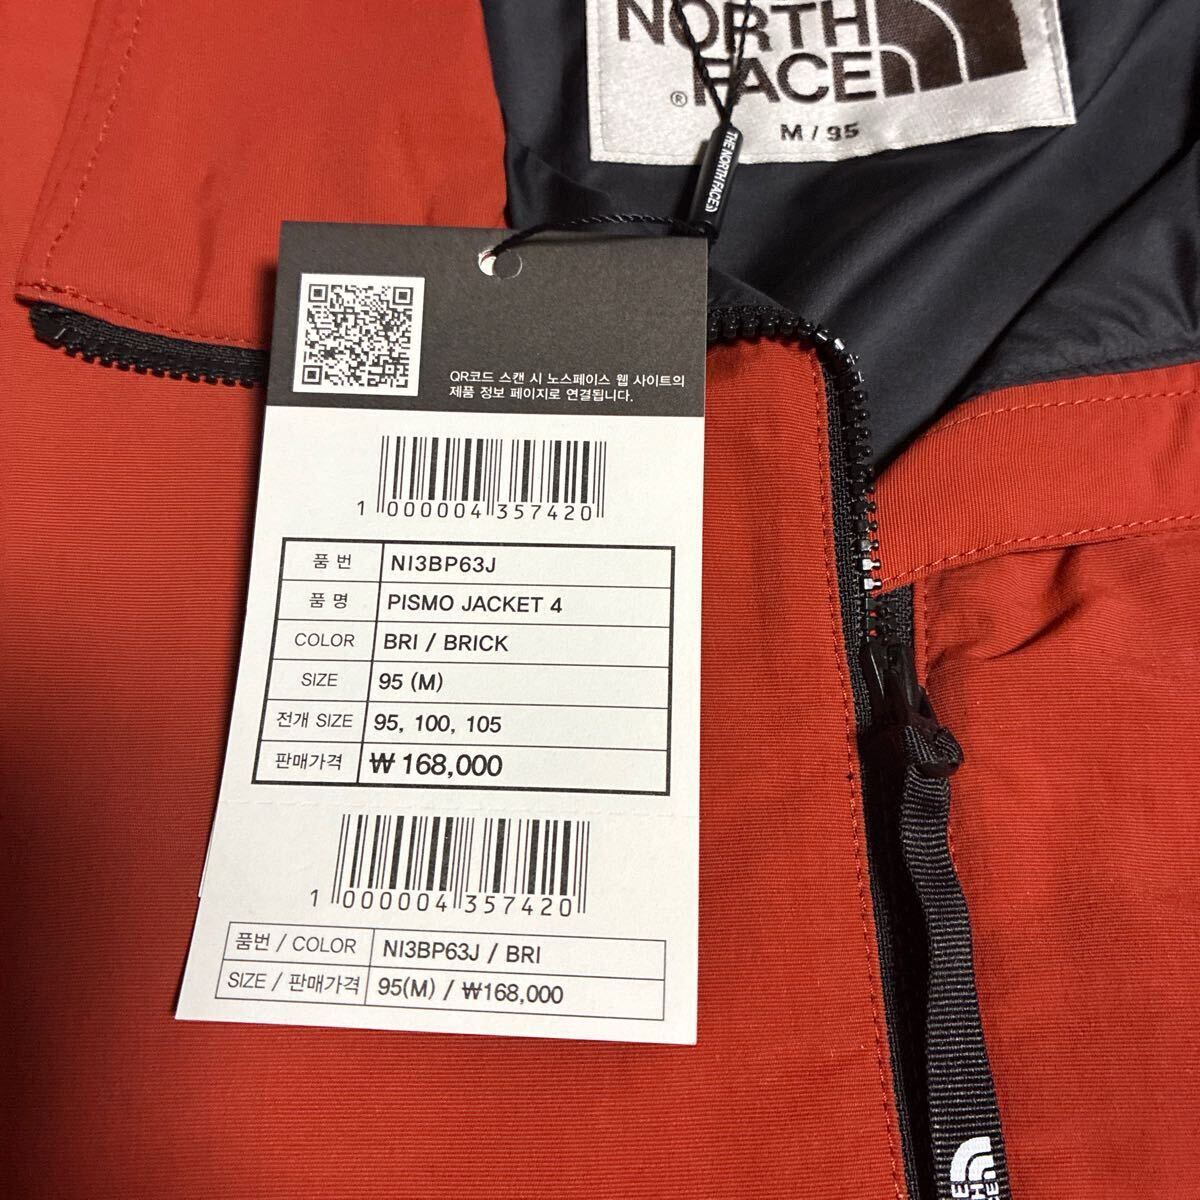 NORTH
FACE
®
M / 95
THE NORTH FACE
QR코드 스캔 시 노스페이스 웹 사이트의
제품 정보 페이지로 연결됩니다.
1 000004 357420
품 번 NI3BP63J
품 명 PISMO JACKET 4
COLOR BRI / BRICK
SIZE 95 (M)
전개 SIZE 95, 100, 105
판매가격 ₩ 168,000
1 000004 357420
품번 / COLOR NI3BP63J / BRI
SIZE / 판매가격 95(M) / ₩168,000